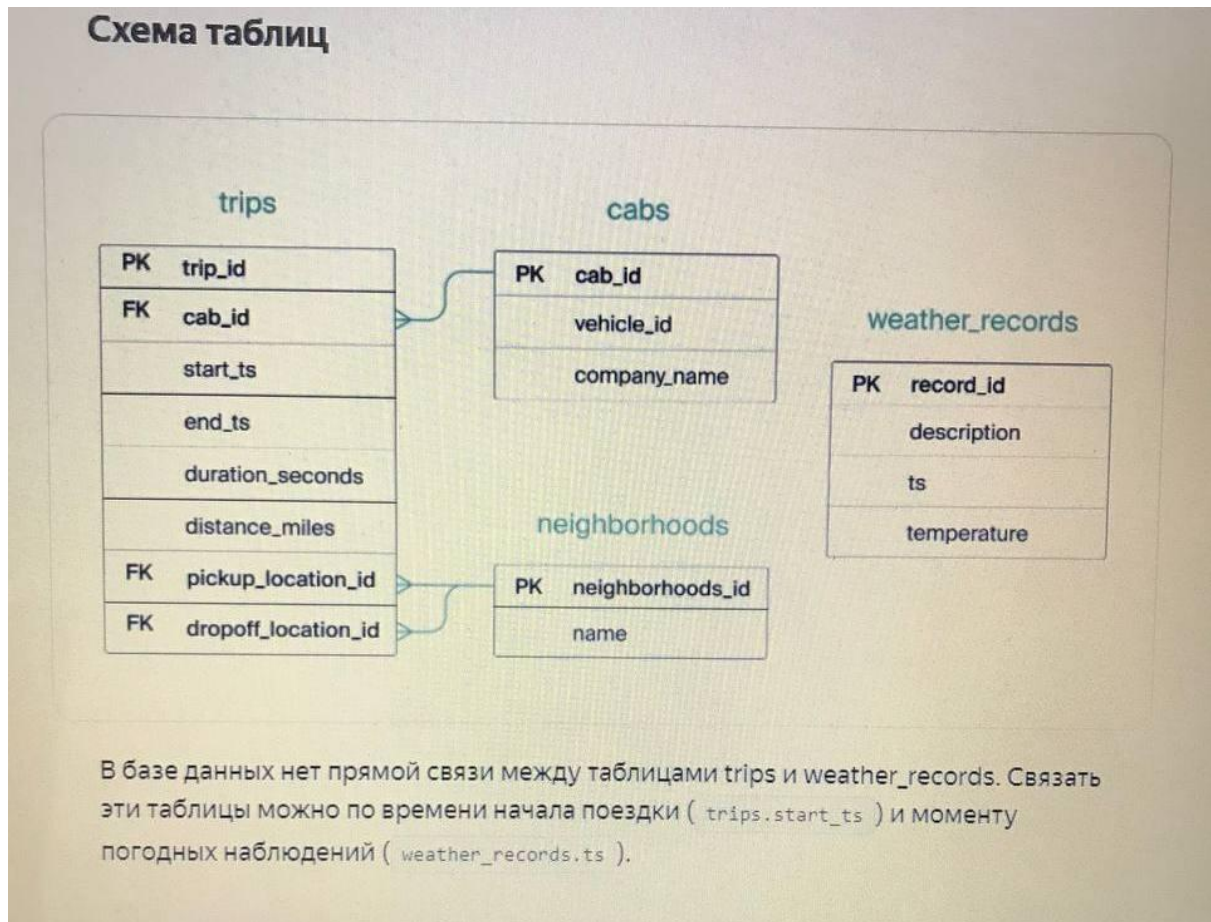 Схема таблиц
trips
PK trip_id
FK cab_id
start_ts
end_ts
duration_seconds
distance_miles
FK pickup_location_id
FK dropoff_location_id
cabs
PK cab_id
vehicle_id
company_name
neighborhoods
PK neighborhoods_id
name
weather_records
PK record_id
description
ts
temperature
В базе данных нет прямой связи между таблицами trips и weather_records. Связать
эти таблицы можно по времени начала поездки ( trips.start_ts ) и моменту
погодных наблюдений ( weather_records.ts ).